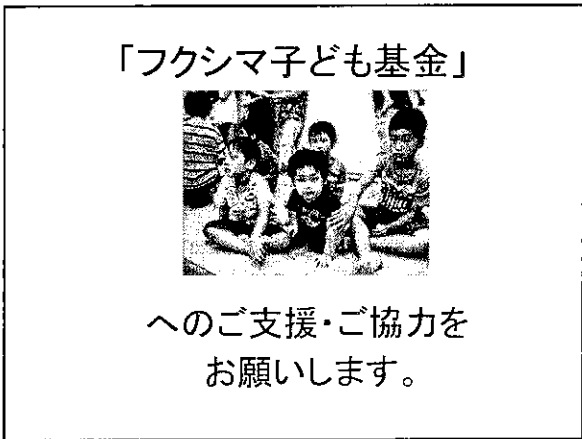 「フクシマ子ども基金」
へのご支援・ご協力を
お願いします。